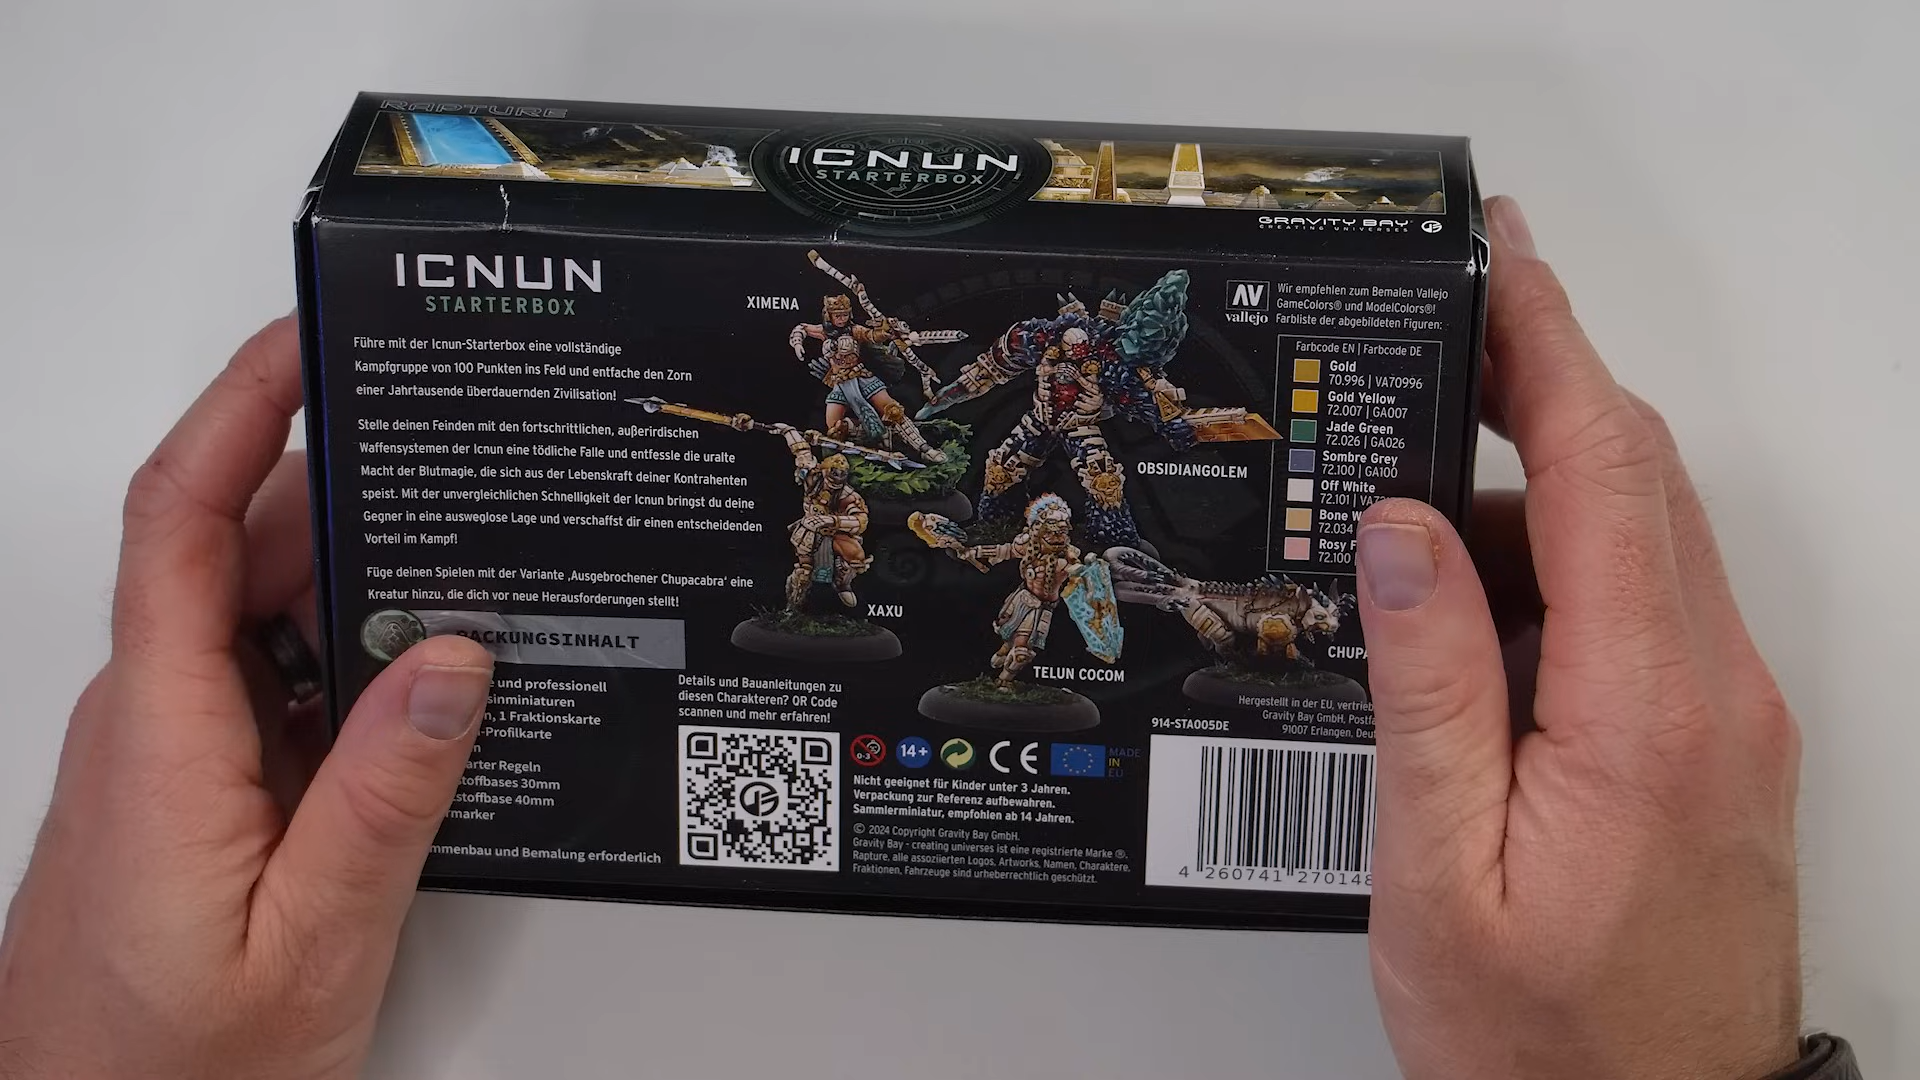 RAPTURE
ICNUN
STARTERBOX
GRAVITY BAY
CREATING UNIVERSES
ICNUN
STARTERBOX
Führe mit der Icnun-Starterbox eine vollständige
Kampfgruppe von 100 Punkten ins Feld und entfache den Zorn
einer Jahrtausende überdauernden Zivilisation!
Stelle deinen Feinden mit den fortschrittlichen, außerirdischen
Waffensystemen der Icnun eine tödliche Falle und entfessle die uralte
Macht der Blutmagie, die sich aus der Lebenskraft deiner Kontrahenten
speist. Mit der unvergleichlichen Schnelligkeit der Icnun bringst du deine
Gegner in eine ausweglose Lage und verschaffst dir einen entscheidenden
Vorteil im Kampf!
Füge deinen Spielen mit der Variante ‚Ausgebrochener Chupacabra' eine
Kreatur hinzu, die dich vor neue Herausforderungen stellt!
PACKUNGSINHALT
und professionell
1 Fraktionskarte
-Profilkarte
Regeln
30mm
40mm
und Bemalung erforderlich
XIMENA
OBSIDIANGOLEM
XAXU
TELUN COCOM
Details und Bauanleitungen zu
diesen Charakteren? QR Code
scannen und mehr erfahren!
AV
vallejo
Wir empfehlen zum Bemalen Vallejo
GameColors® und ModelColors®!
Farbliste der abgebildeten Figuren:
Farbcode EN | Farbcode DE
Gold
70.996 | VA70996
Gold Yellow
72.007 | GA007
Jade Green
72.026 | GA026
Sombre Grey
72.100 | GA100
Off White
72.101 |
Bone
72.034
Rosy
72.100 |
Hergestellt in der EU,
Gravity Bay GmbH,
91007 Erlangen,
914-STA005DE
0-3
14+
CE
MADE
IN
EU
Nicht geeignet für Kinder unter 3 Jahren.
Verpackung zur Referenz aufbewahren.
Sammlerminiatur, empfohlen ab 14 Jahren.
© 2024 Copyright Gravity Bay GmbH.
Gravity Bay - creating universes ist eine registrierte Marke ®.
Rapture, alle assoziierten Logos, Artworks, Namen, Charaktere,
Fraktionen, Fahrzeuge sind urheberrechtlich geschützt.
4 260741 270148